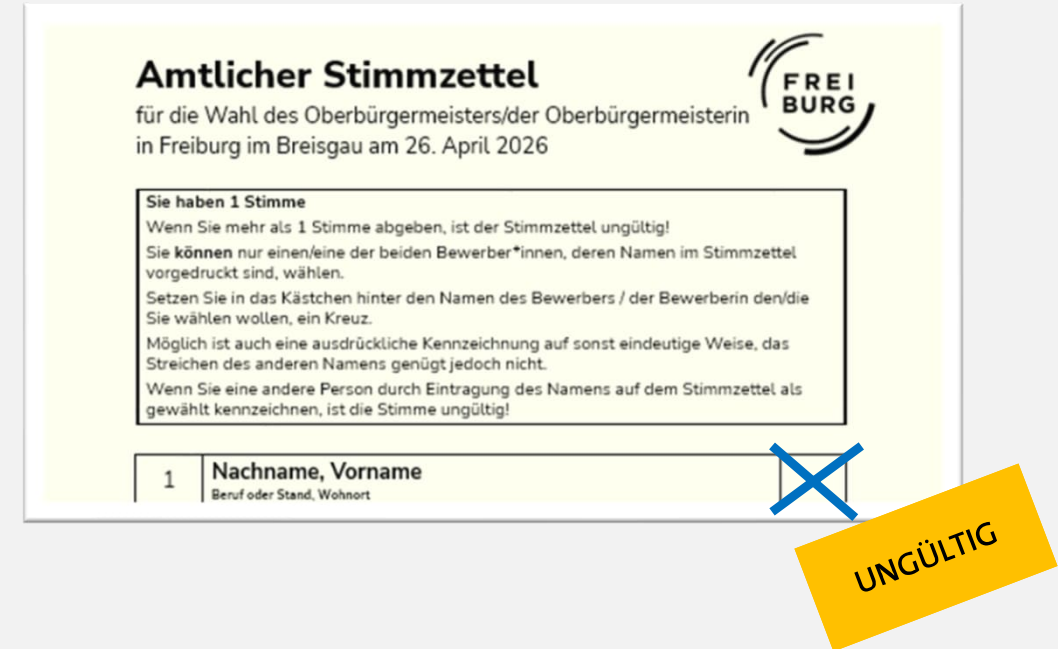 Amtlicher Stimmzettel
für die Wahl des Oberbürgermeisters/der Oberbürgermeisterin
in Freiburg im Breisgau am 26. April 2026
FREI
BURG
Sie haben 1 Stimme
Wenn Sie mehr als 1 Stimme abgeben, ist der Stimmzettel ungültig!
Sie können nur einen/eine der beiden Bewerber*innen, deren Namen im Stimmzettel
vorgedruckt sind, wählen.
Setzen Sie in das Kästchen hinter den Namen des Bewerbers / der Bewerberin den/die
Sie wählen wollen, ein Kreuz.
Möglich ist auch eine ausdrückliche Kennzeichnung auf sonst eindeutige Weise, das
Streichen des anderen Namens genügt jedoch nicht.
Wenn Sie eine andere Person durch Eintragung des Namens auf dem Stimmzettel als
gewählt kennzeichnen, ist die Stimme ungültig!
1 Nachname, Vorname
Beruf oder Stand, Wohnort
UNGÜLTIG